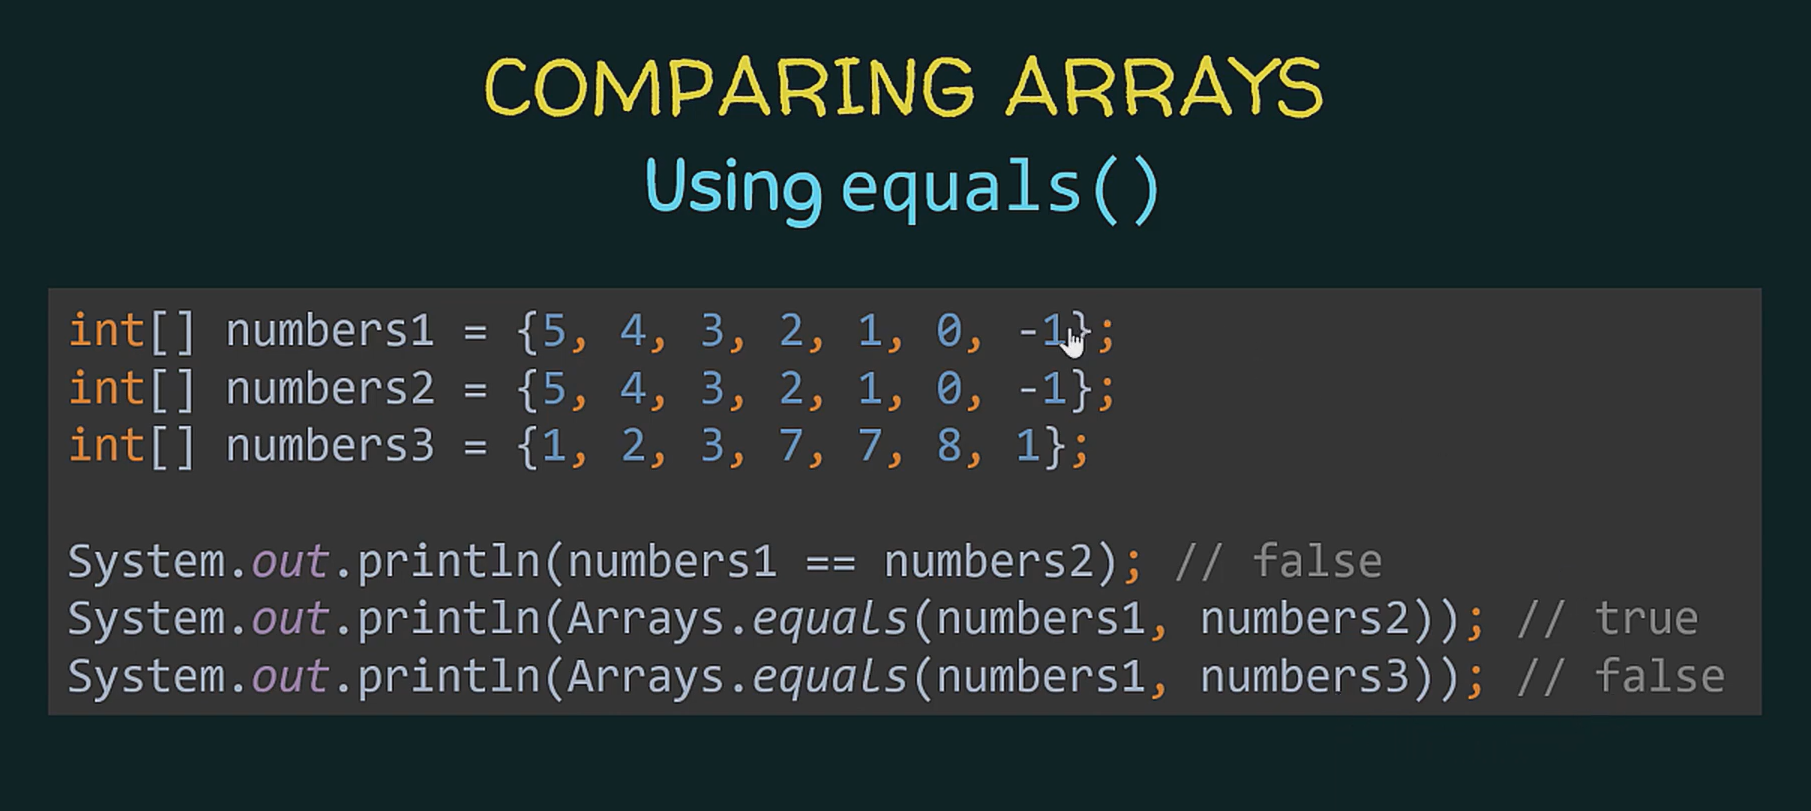 COMPARING ARRAYS
Using equals()
int[] numbers1 = {5, 4, 3, 2, 1, 0, -1};
int[] numbers2 = {5, 4, 3, 2, 1, 0, -1};
int[] numbers3 = {1, 2, 3, 7, 7, 8, 1};
System.out.println(numbers1 == numbers2); // false
System.out.println(Arrays.equals(numbers1, numbers2)); // true
System.out.println(Arrays.equals(numbers1, numbers3)); // false